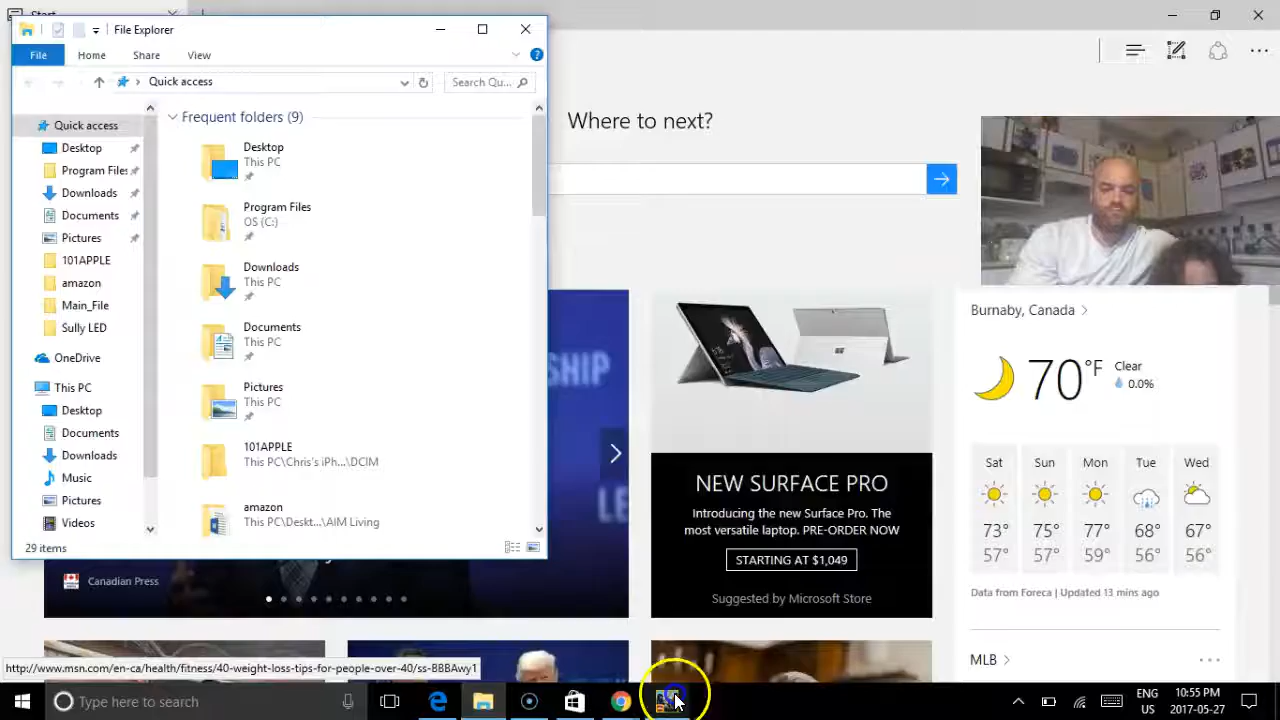 File Explorer
File Home Share View
Quick access
Search Qu...
Quick access
Desktop
Program Files
Downloads
Documents
Pictures
101APPLE
amazon
Main_File
Sully LED
OneDrive
This PC
Desktop
Documents
Downloads
Music
Pictures
Videos
Frequent folders (9)
Desktop
This PC
Program Files
OS (C:)
Downloads
This PC
Documents
This PC
Pictures
This PC
101APPLE
This PC\Chris's iPh...\DCIM
amazon
This PC\Deskt...\AIM Living
29 items
Where to next?
SHIP
Canadian Press
NEW SURFACE PRO
Introducing the new Surface Pro. The
most versatile laptop. PRE-ORDER NOW
STARTING AT $1,049
Suggested by Microsoft Store
Burnaby, Canada
70°F
Clear
0.0%
Sat Sun Mon Tue Wed
73° 75° 77° 68° 67°
57° 57° 59° 56° 56°
Data from Foreca | Updated 13 mins ago
MLB
http://www.msn.com/en-ca/health/fitness/40-weight-loss-tips-for-people-over-40/ss-BBBAwy1
Type here to search
ENG
US
10:55 PM
2017-05-27